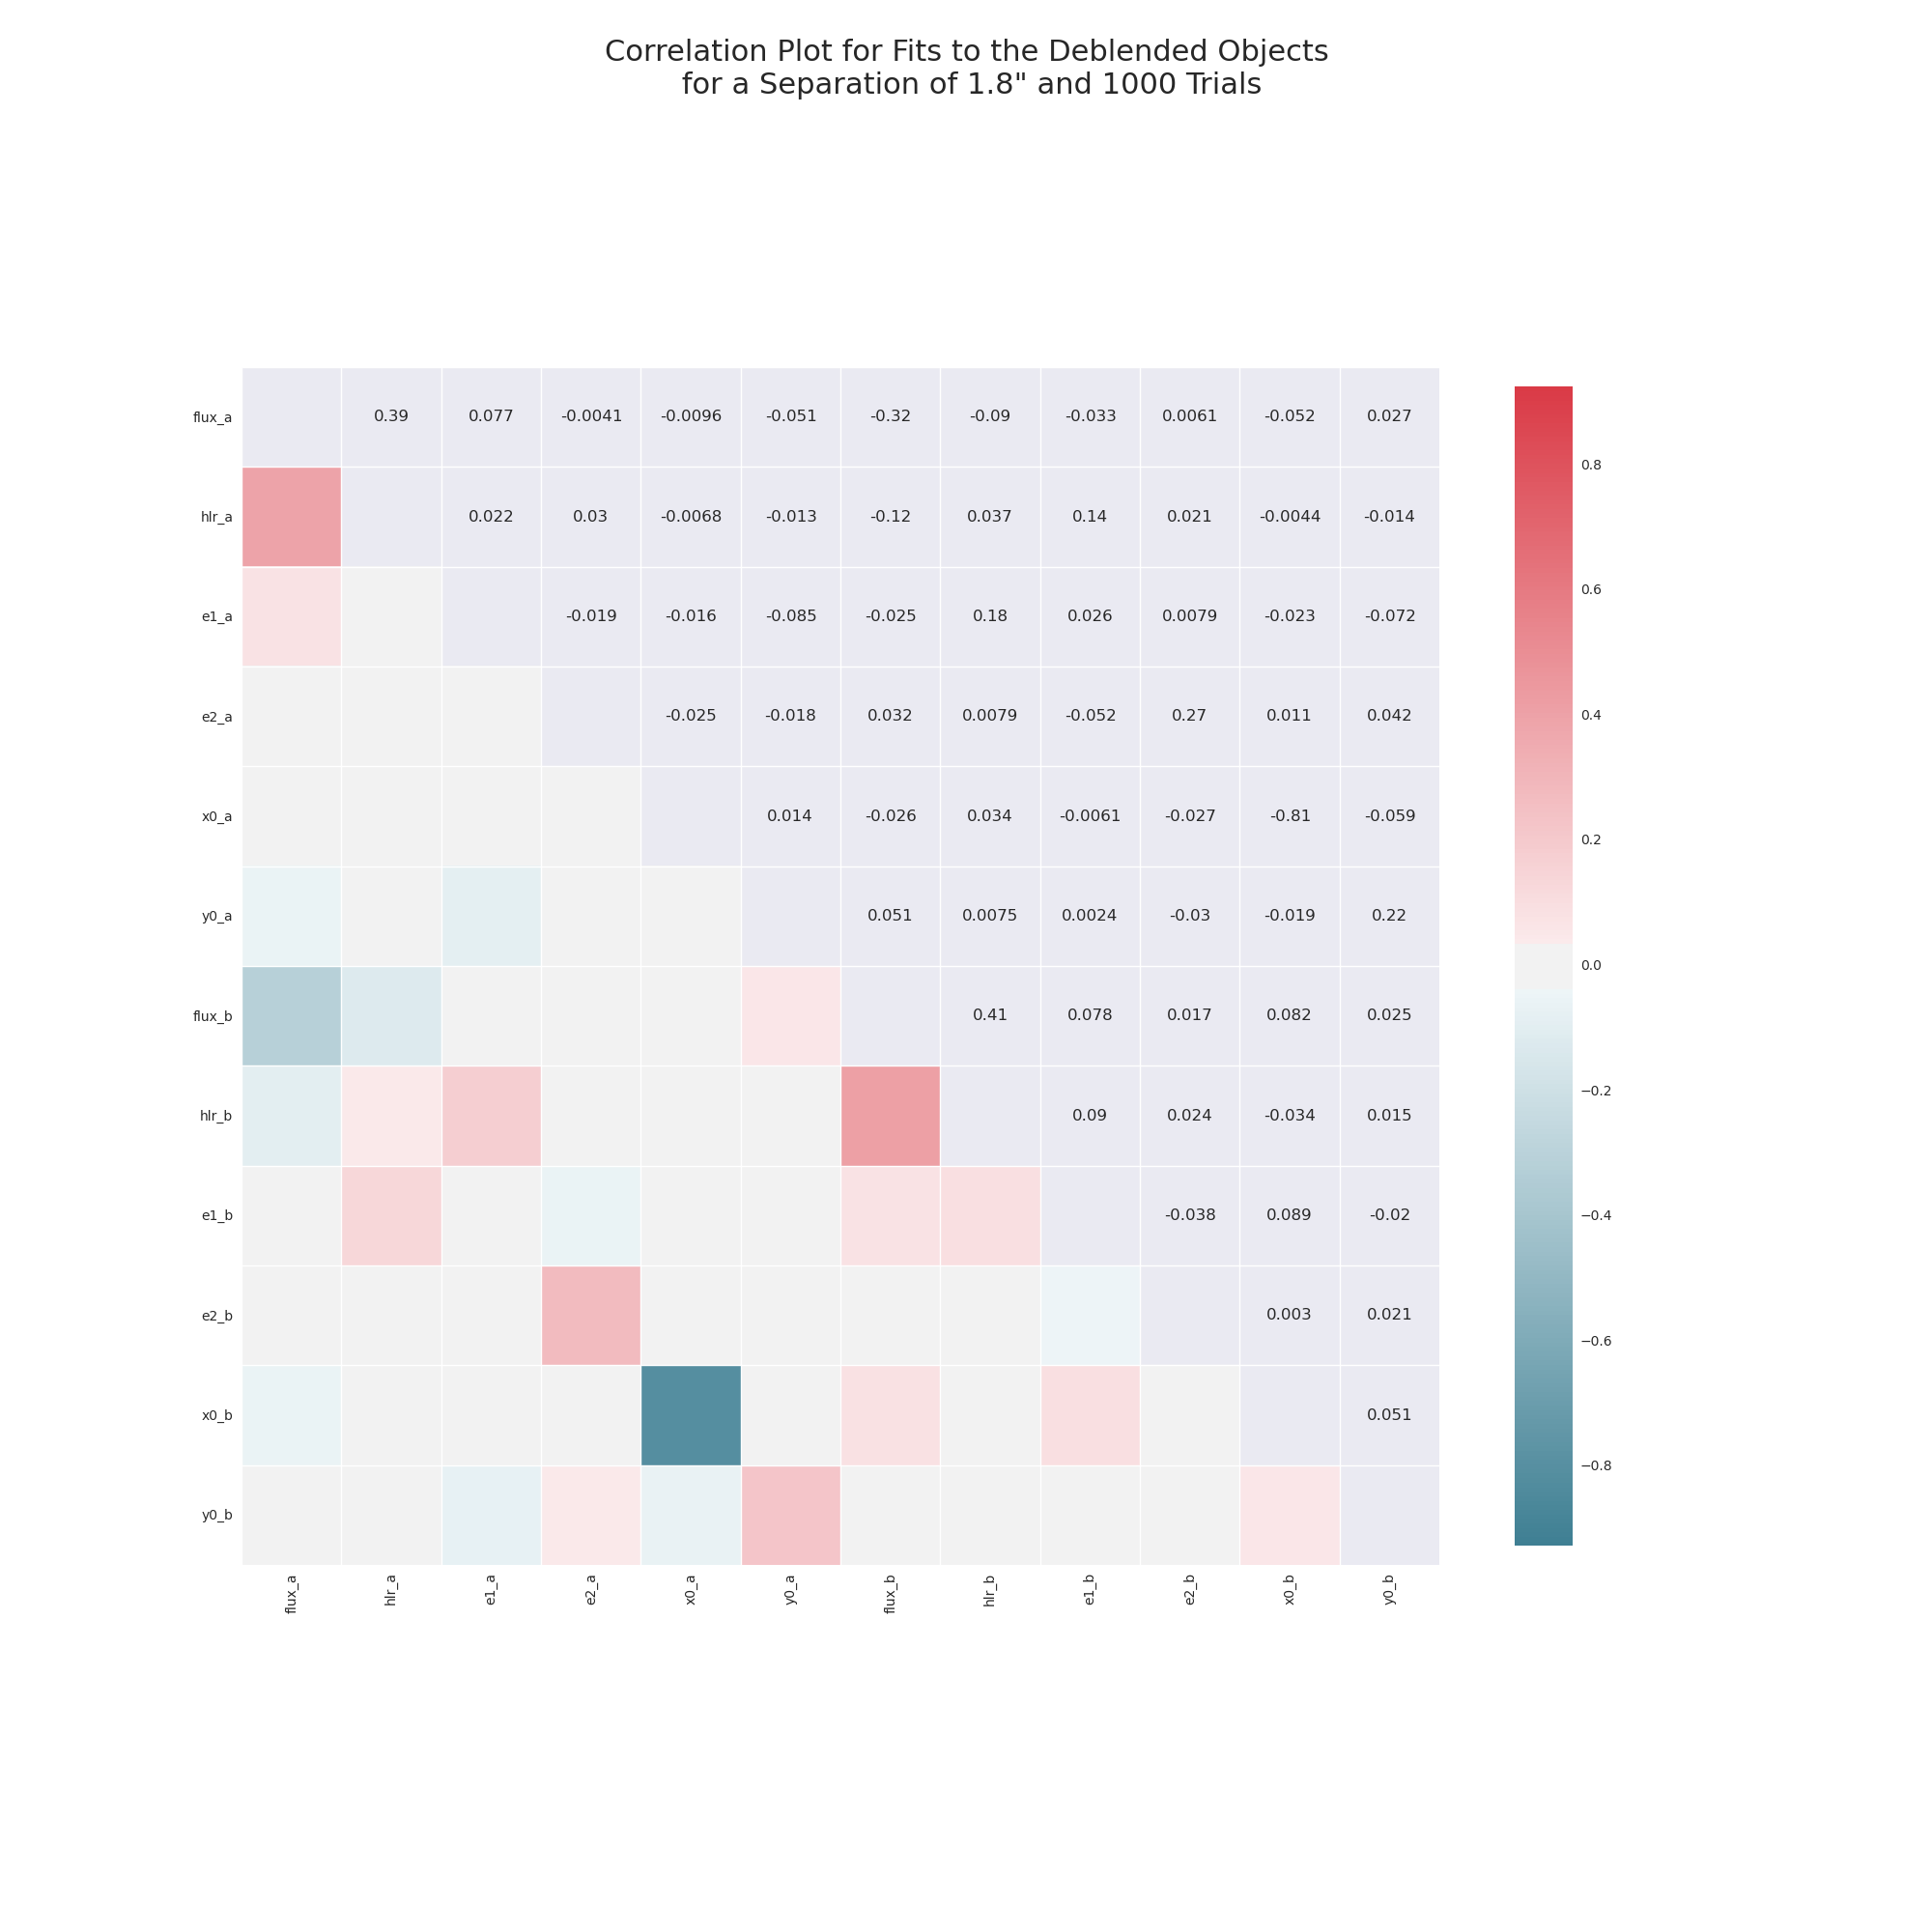 Correlation Plot for Fits to the Deblended Objects
for a Separation of 1.8" and 1000 Trials
flux_a 0.39 0.077 -0.0041 -0.0096 -0.051 -0.32 -0.09 -0.033 0.0061 -0.052 0.027
hlr_a 0.022 0.03 -0.0068 -0.013 -0.12 0.037 0.14 0.021 -0.0044 -0.014
e1_a -0.019 -0.016 -0.085 -0.025 0.18 0.026 0.0079 -0.023 -0.072
e2_a -0.025 -0.018 0.032 0.0079 -0.052 0.27 0.011 0.042
x0_a 0.014 -0.026 0.034 -0.0061 -0.027 -0.81 -0.059
y0_a 0.051 0.0075 0.0024 -0.03 -0.019 0.22
flux_b 0.41 0.078 0.017 0.082 0.025
hlr_b 0.09 0.024 -0.034 0.015
e1_b -0.038 0.089 -0.02
e2_b 0.003 0.021
x0_b 0.051
y0_b
flux_a hlr_a e1_a e2_a x0_a y0_a flux_b hlr_b e1_b e2_b x0_b y0_b
0.8
0.6
0.4
0.2
0.0
−0.2
−0.4
−0.6
−0.8